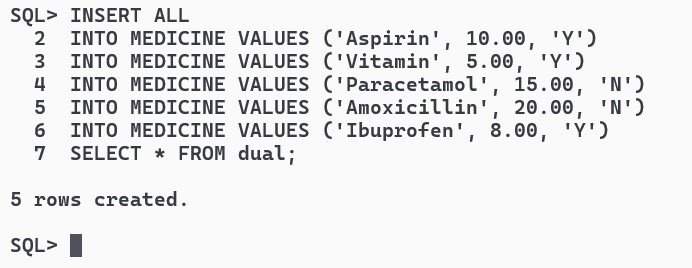 SQL> INSERT ALL
2 INTO MEDICINE VALUES ('Aspirin', 10.00, 'Y')
3 INTO MEDICINE VALUES ('Vitamin', 5.00, 'Y')
4 INTO MEDICINE VALUES ('Paracetamol', 15.00, 'N')
5 INTO MEDICINE VALUES ('Amoxicillin', 20.00, 'N')
6 INTO MEDICINE VALUES ('Ibuprofen', 8.00, 'Y')
7 SELECT * FROM dual;
5 rows created.
SQL>